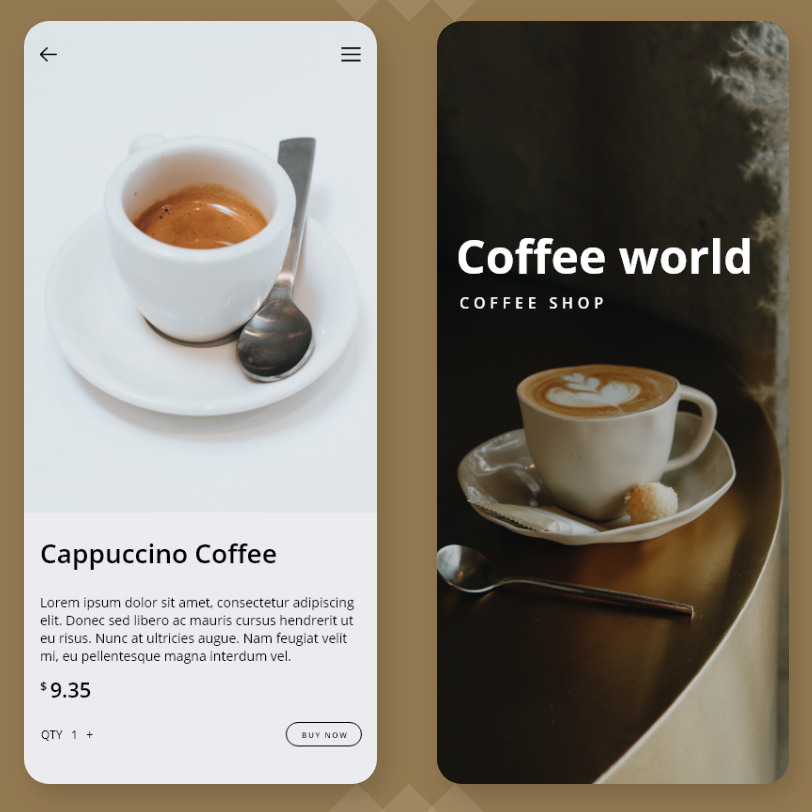 Cappuccino Coffee
Lorem ipsum dolor sit amet, consectetur adipiscing
elit. Donec sed libero ac mauris cursus hendrerit ut
eu risus. Nunc at ultricies augue. Nam feugiat velit
mi, eu pellentesque magna interdum vel.
$9.35
QTY 1 +
BUY NOW
Coffee world
COFFEE SHOP